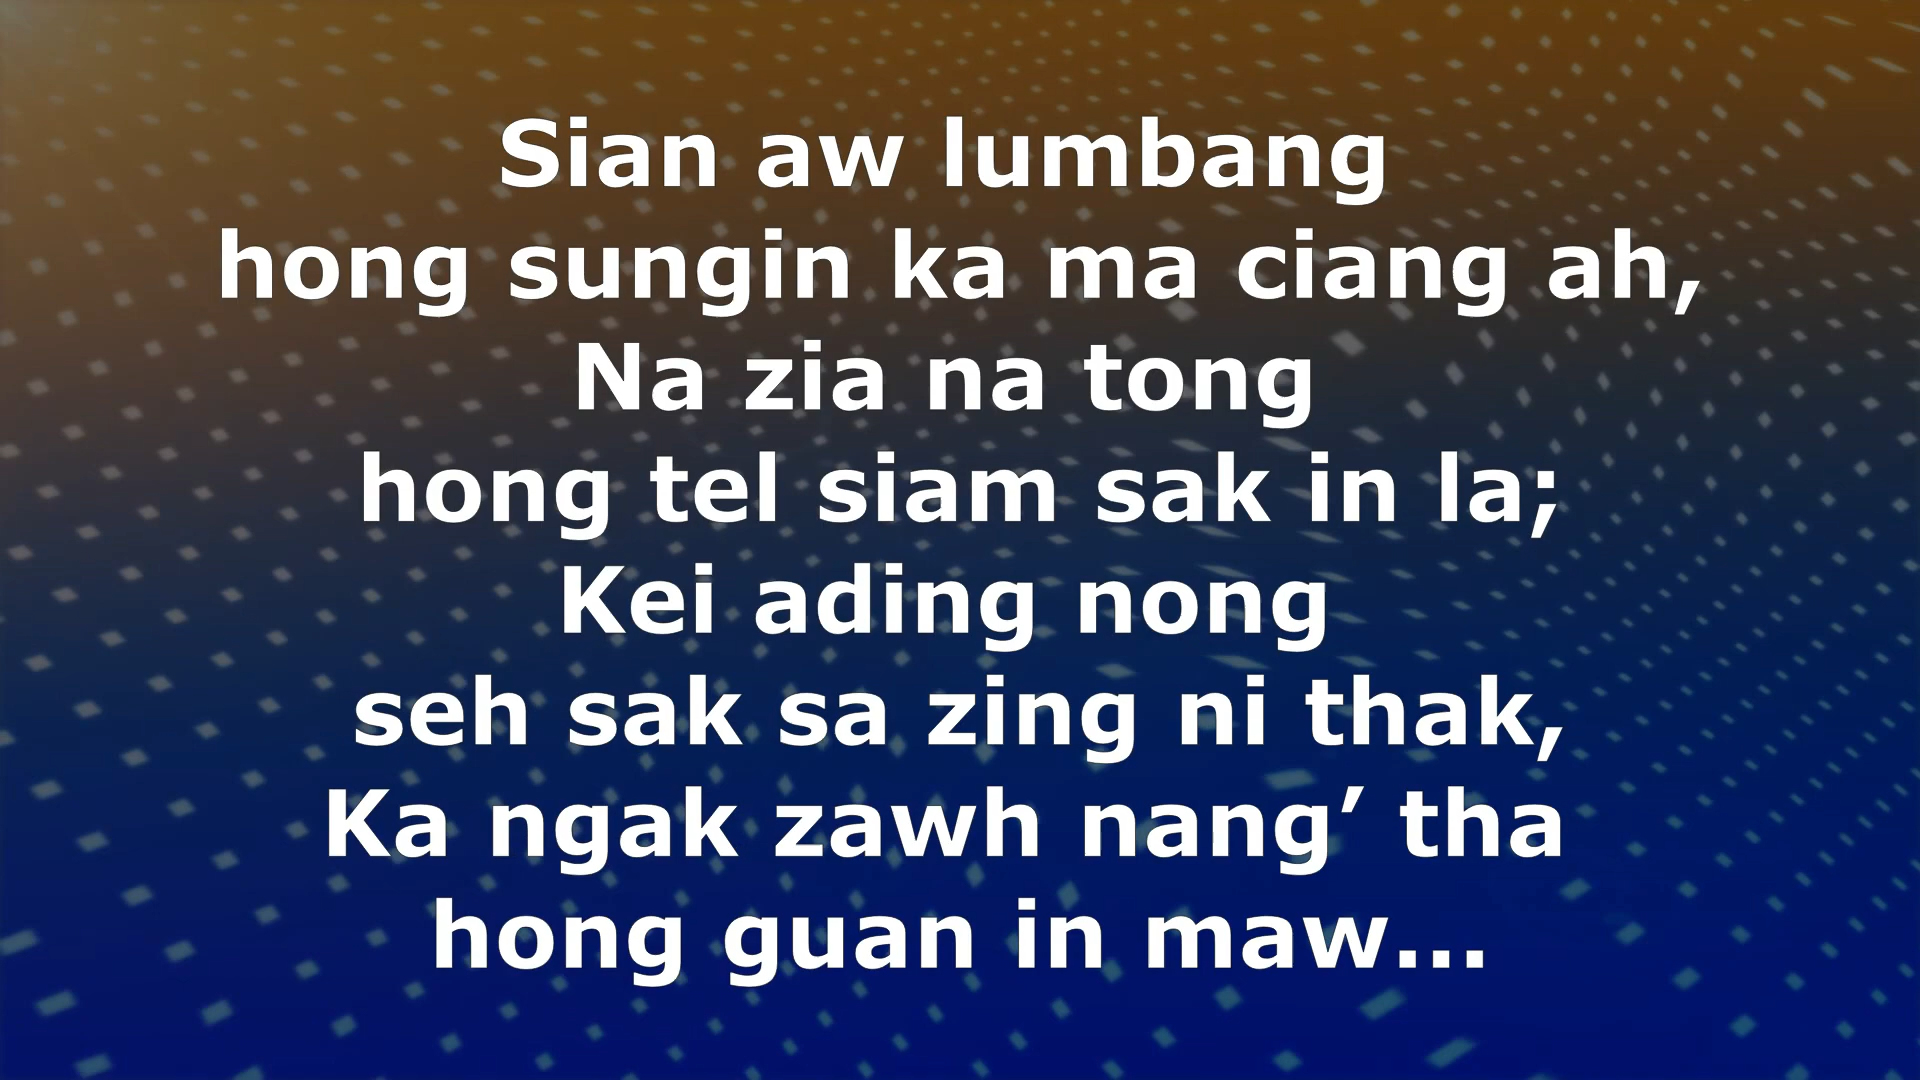 Sian aw lumbang
hong sungin ka ma ciang ah,
Na zia na tong
hong tel siam sak in la;
Kei ading nong
seh sak sa zing ni thak,
Ka ngak zawh nang’ tha
hong guan in maw...